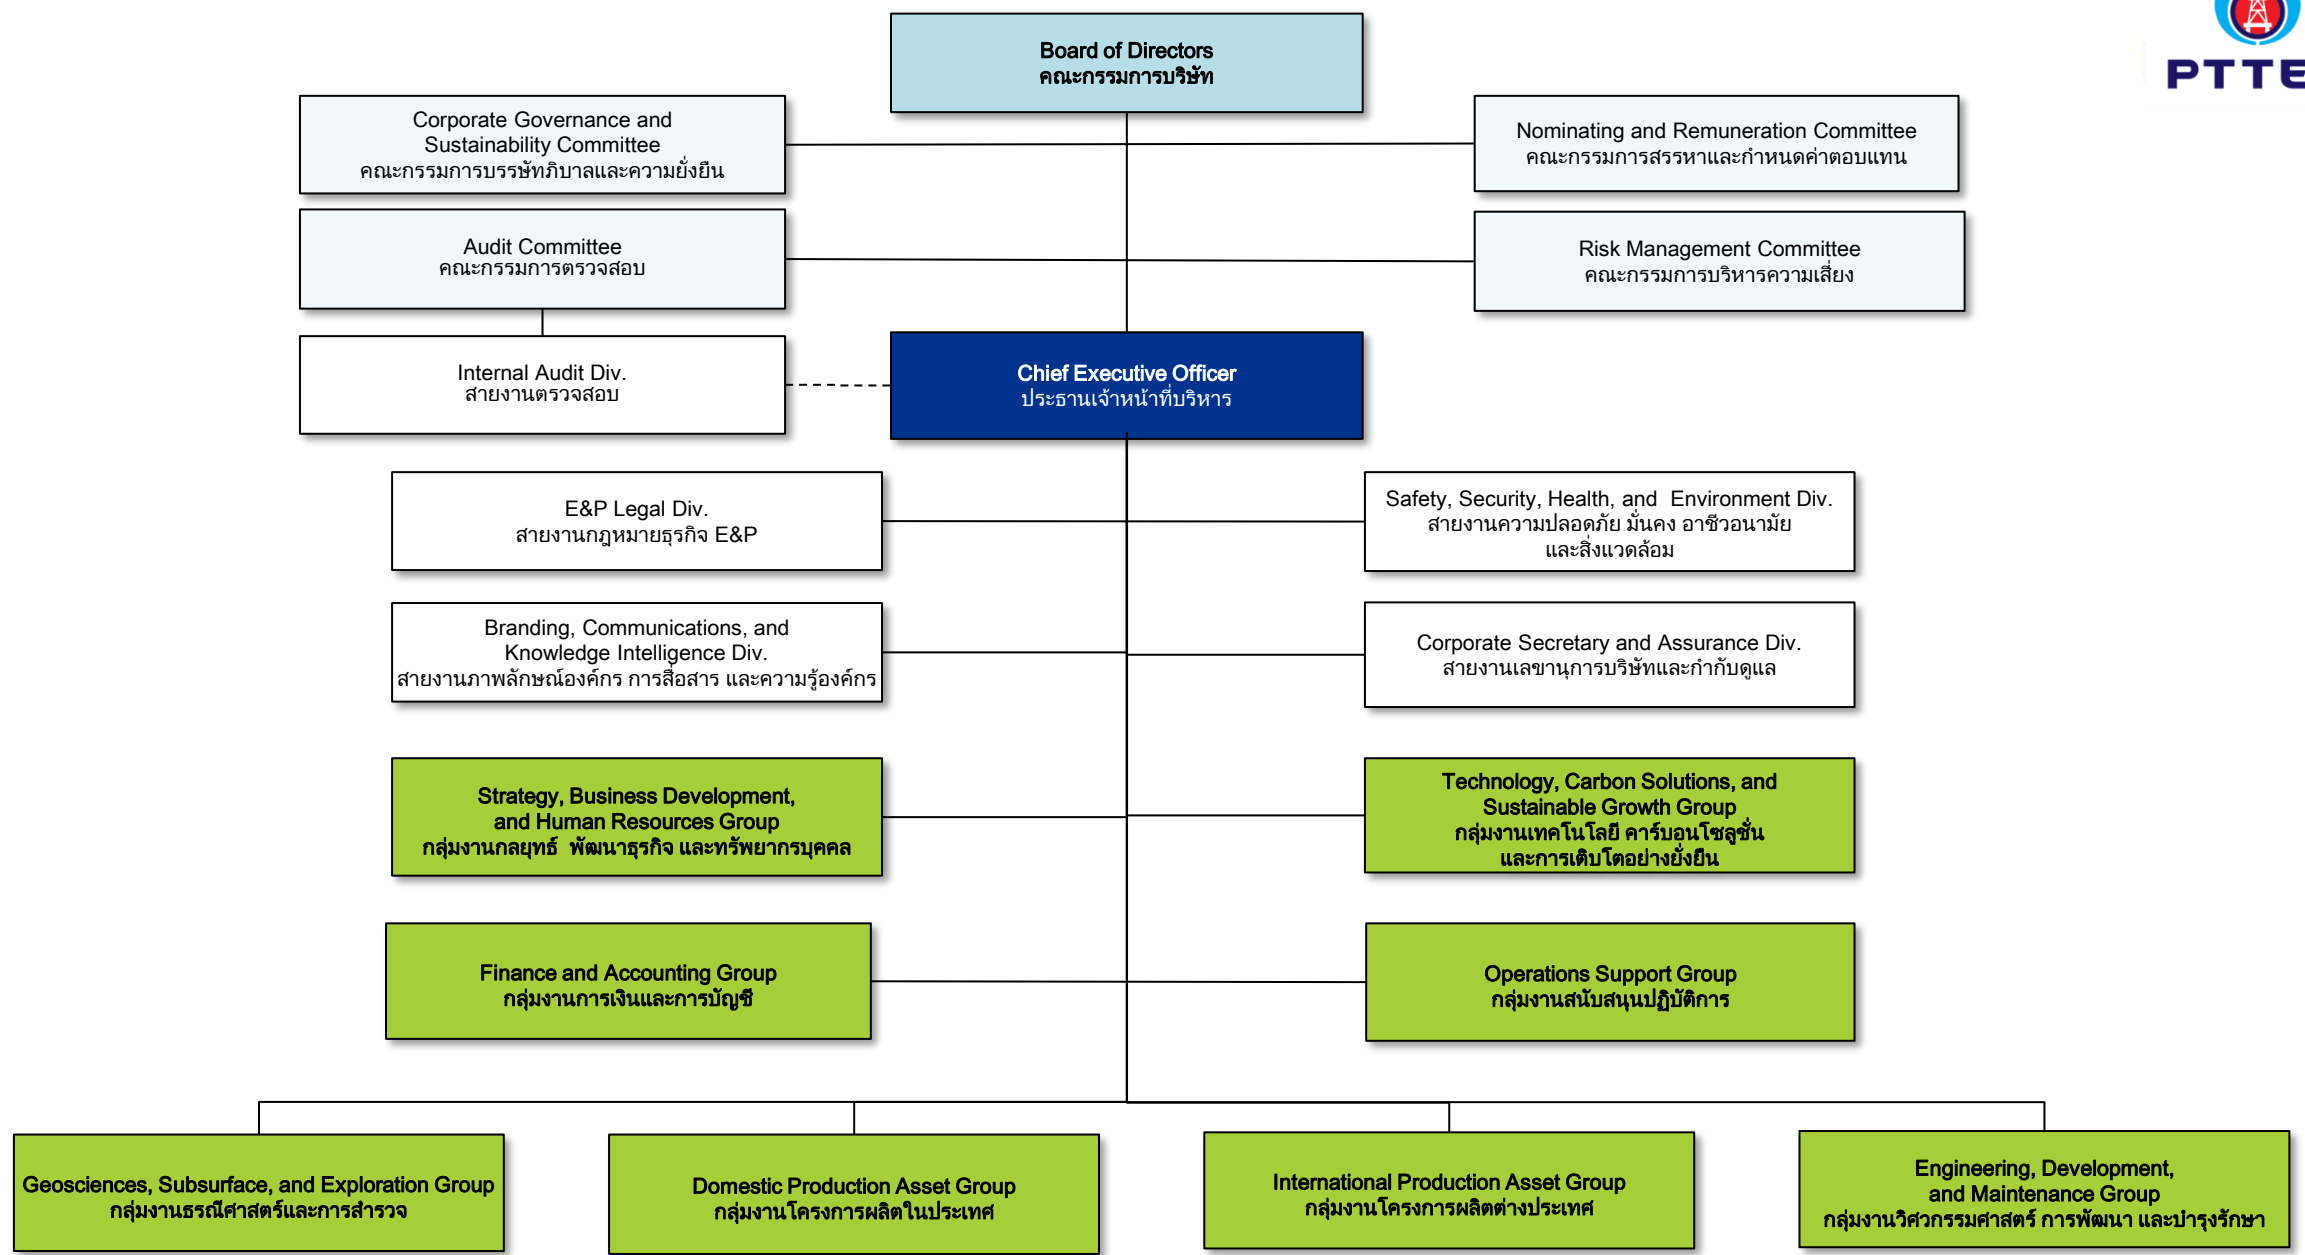 Board of Directors
คณะกรรมการบริษัท
PTTE
Corporate Governance and
Sustainability Committee
คณะกรรมการบรรษัทภิบาลและความยั่งยืน
Nominating and Remuneration Committee
คณะกรรมการสรรหาและกำหนดค่าตอบแทน
Audit Committee
คณะกรรมการตรวจสอบ
Risk Management Committee
คณะกรรมการบริหารความเสี่ยง
Internal Audit Div.
สายงานตรวจสอบ
Chief Executive Officer
ประธานเจ้าหน้าที่บริหาร
E&P Legal Div.
สายงานกฎหมายธุรกิจ E&P
Safety, Security, Health, and Environment Div.
สายงานความปลอดภัย มั่นคง อาชีวอนามัย
และสิ่งแวดล้อม
Branding, Communications, and
Knowledge Intelligence Div.
สายงานภาพลักษณ์องค์กร การสื่อสาร และความรู้องค์กร
Corporate Secretary and Assurance Div.
สายงานเลขานุการบริษัทและกำกับดูแล
Strategy, Business Development,
and Human Resources Group
กลุ่มงานกลยุทธ์ พัฒนาธุรกิจ และทรัพยากรบุคคล
Technology, Carbon Solutions, and
Sustainable Growth Group
กลุ่มงานเทคโนโลยี คาร์บอนโซลูชั่น
และการเติบโตอย่างยั่งยืน
Finance and Accounting Group
กลุ่มงานการเงินและการบัญชี
Operations Support Group
กลุ่มงานสนับสนุนปฏิบัติการ
Geosciences, Subsurface, and Exploration Group
กลุ่มงานธรณีศาสตร์และการสำรวจ
Domestic Production Asset Group
กลุ่มงานโครงการผลิตในประเทศ
International Production Asset Group
กลุ่มงานโครงการผลิตต่างประเทศ
Engineering, Development,
and Maintenance Group
กลุ่มงานวิศวกรรมศาสตร์ การพัฒนา และบำรุงรักษา